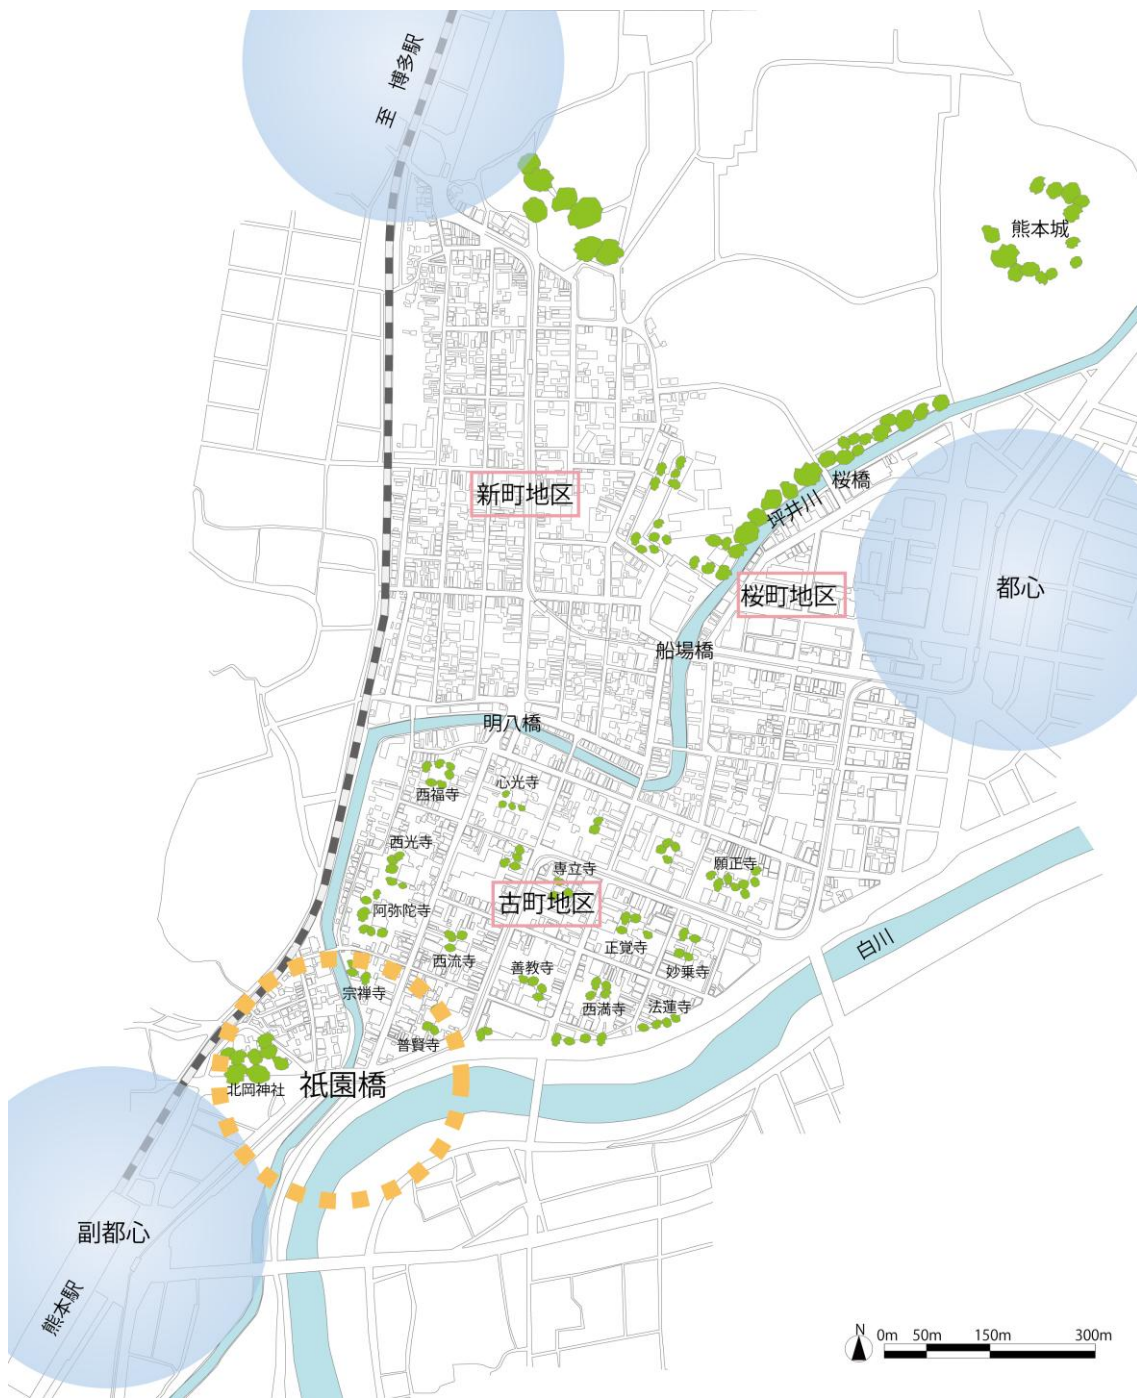 至 博多駅
熊本城
新町地区
桜橋
坪井川
桜町地区
都心
船場橋
明八橋
西福寺
心光寺
西光寺
専立寺
願正寺
古町地区
阿弥陀寺
西流寺
善教寺
正覚寺
妙乗寺
白川
宗禅寺
西満寺
法蓮寺
普賢寺
北岡神社
祇園橋
副都心
熊本駅
N
0m 50m 150m 300m